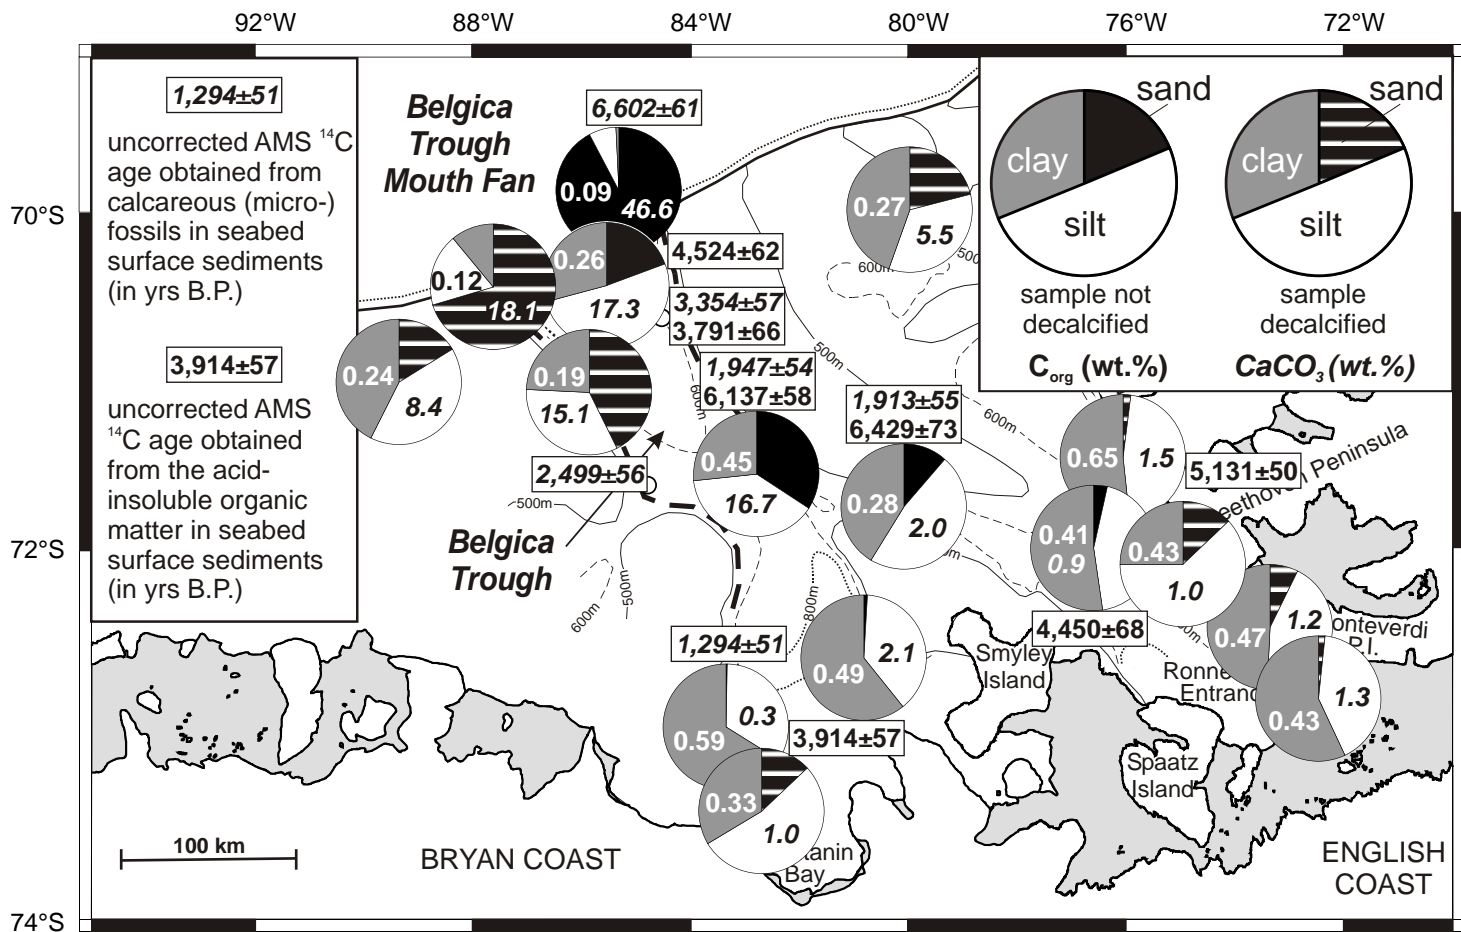 92°W
88°W
84°W
80°W
76°W
72°W
70°S
72°S
74°S
1,294±51
uncorrected AMS ¹⁴C
age obtained from
calcareous (micro-)
fossils in seabed
surface sediments
(in yrs B.P.)
3,914±57
uncorrected AMS
¹⁴C age obtained
from the acid-
insoluble organic
matter in seabed
surface sediments
(in yrs B.P.)
Belgica
Trough
Mouth Fan
6,602±61
0.09
46.6
0.26
17.3
4,524±62
3,354±57
3,791±66
0.12
18.1
0.24
8.4
0.19
15.1
2,499±56
1,947±54
6,137±58
0.45
16.7
1,913±55
6,429±73
0.28
2.0
0.27
5.5
600m
500m
600m
600m
500m
500m
600m
800m
Belgica
Trough
sand
clay
silt
sample not
decalcified
C_org (wt.%)
sand
clay
silt
sample
decalcified
CaCO₃ (wt.%)
0.65
1.5
5,131±50
eethoven Peninsula
0.41
0.9
0.43
1.0
4,450±68
0.47
1.2
onteverdi
P.I.
0.43
1.3
Ronne
Entranc
Smyley
Island
Spaatz
Island
0.49
2.1
1,294±51
0.59
0.3
3,914±57
0.33
1.0
tanin
Bay
100 km
BRYAN COAST
ENGLISH
COAST